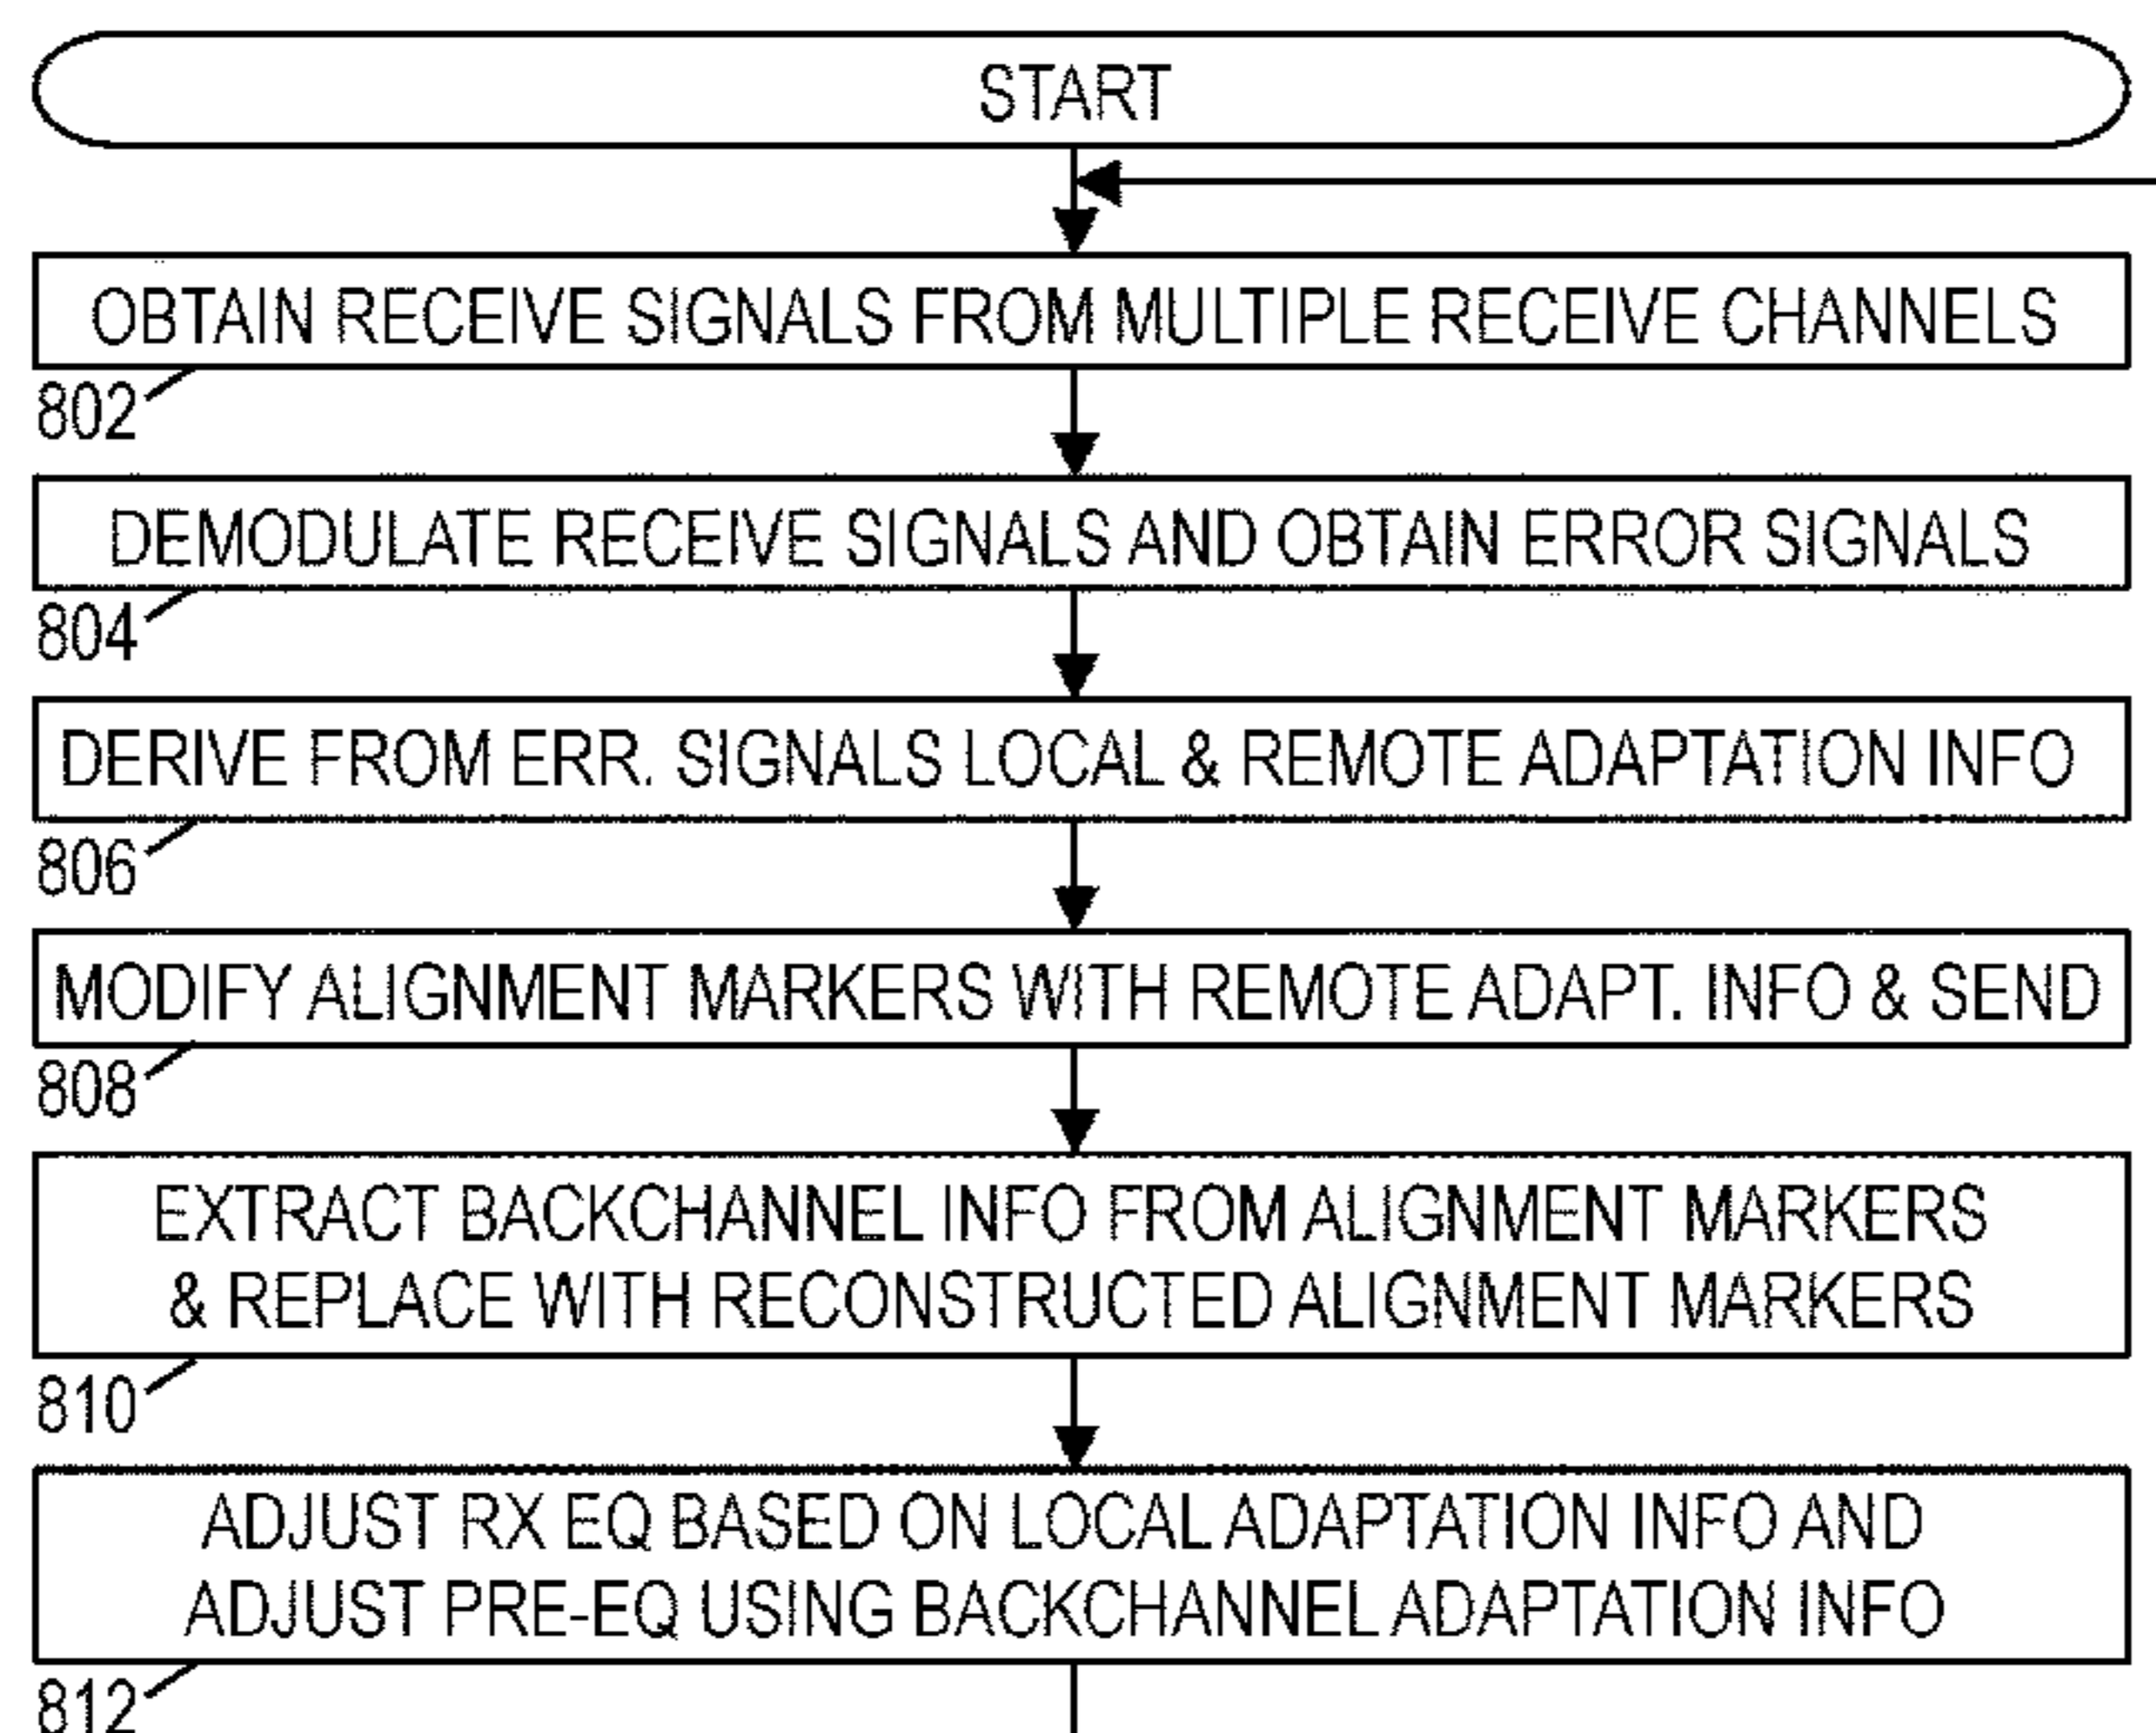 START
OBTAIN RECEIVE SIGNALS FROM MULTIPLE RECEIVE CHANNELS
802
DEMODULATE RECEIVE SIGNALS AND OBTAIN ERROR SIGNALS
804
DERIVE FROM ERR. SIGNALS LOCAL & REMOTE ADAPTATION INFO
806
MODIFY ALIGNMENT MARKERS WITH REMOTE ADAPT. INFO & SEND
808
EXTRACT BACKCHANNEL INFO FROM ALIGNMENT MARKERS
& REPLACE WITH RECONSTRUCTED ALIGNMENT MARKERS
810
ADJUST RX EQ BASED ON LOCAL ADAPTATION INFO AND
ADJUST PRE-EQ USING BACKCHANNEL ADAPTATION INFO
812